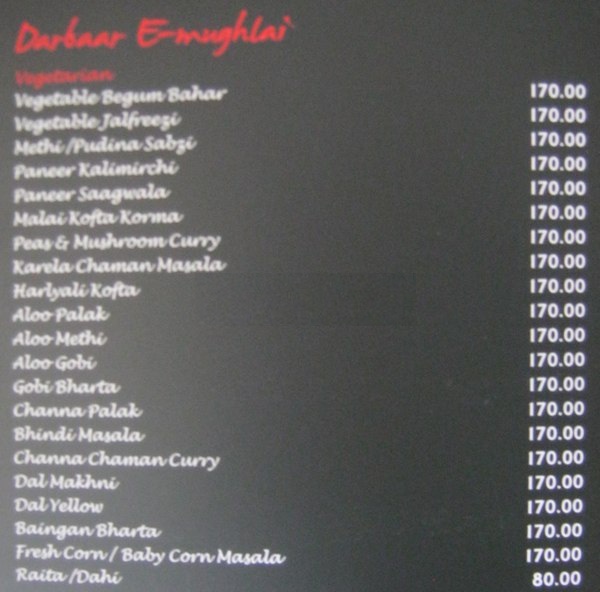 Darbaar E-mughlai
Vegetarian
Vegetable Begum Bahar 170.00
Vegetable Jalfreezi 170.00
Methi /Pudina Sabzi 170.00
Paneer Kalimirchi 170.00
Paneer Saagwala 170.00
Malai Kofta Korma 170.00
Peas & Mushroom Curry 170.00
Karela Chaman Masala 170.00
Harlyali Kofta 170.00
Aloo Palak 170.00
Aloo Methi 170.00
Aloo Gobi 170.00
Gobi Bharta 170.00
Channa Palak 170.00
Bhindi Masala 170.00
Channa Chaman Curry 170.00
Dal Makhni 170.00
Dal Yellow 170.00
Baingan Bharta 170.00
Fresh Corn / Baby Corn Masala 170.00
Raita /Dahi 80.00